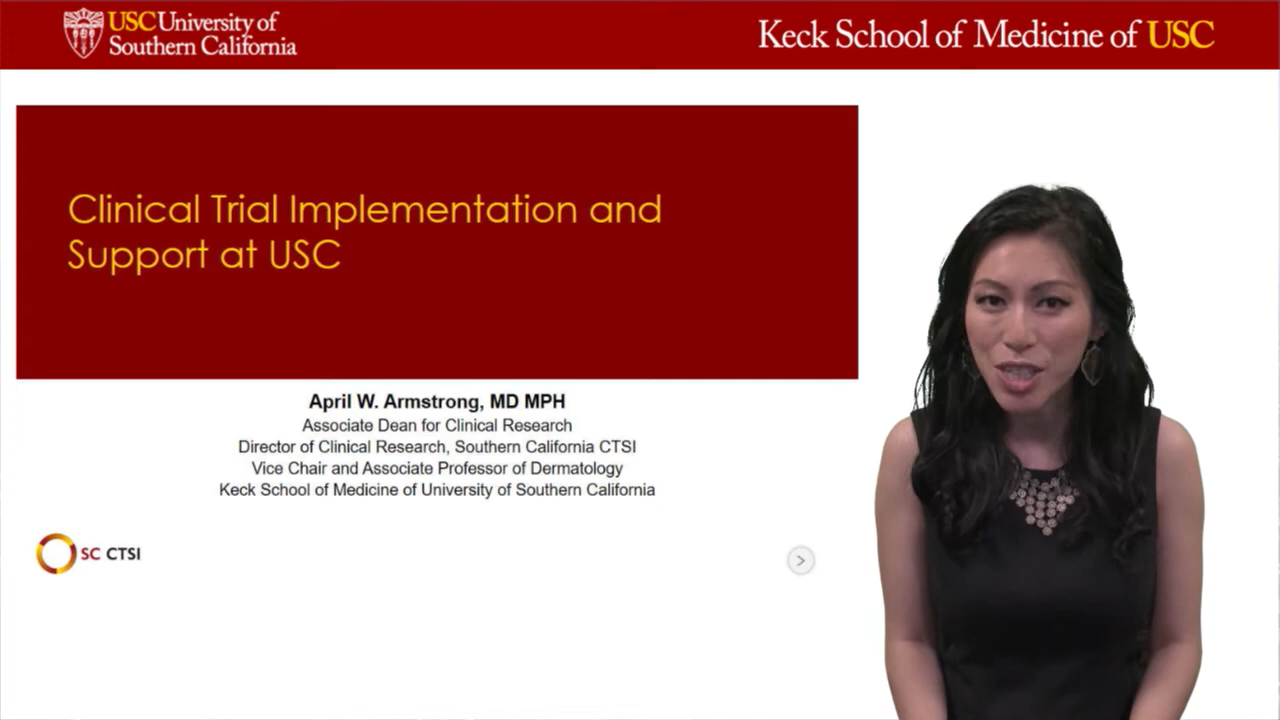 USC University of
Southern California
Keck School of Medicine of USC
Clinical Trial Implementation and
Support at USC
April W. Armstrong, MD MPH
Associate Dean for Clinical Research
Director of Clinical Research, Southern California CTSI
Vice Chair and Associate Professor of Dermatology
Keck School of Medicine of University of Southern California
SC CTSI